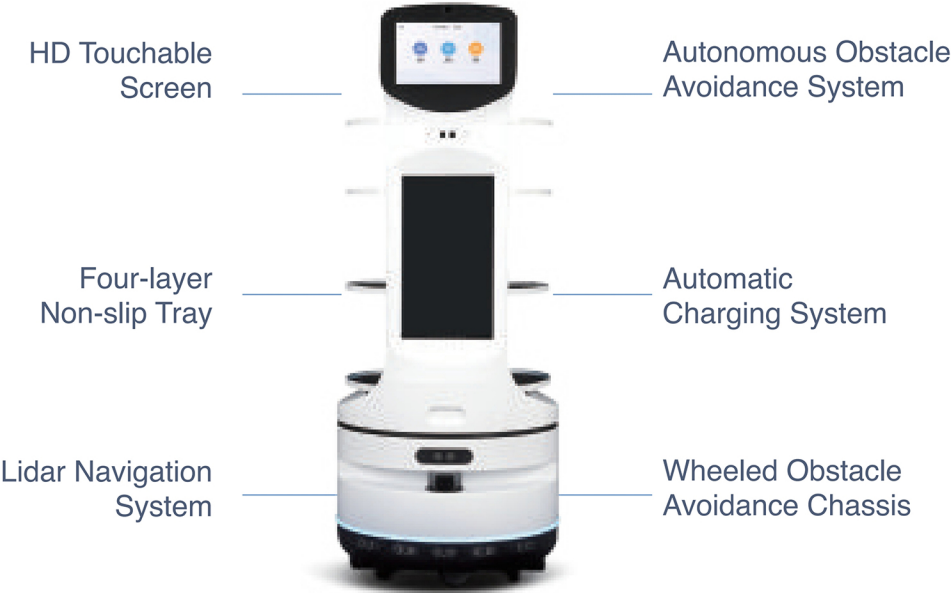 HD Touchable
Screen
Autonomous Obstacle
Avoidance System
Four-layer
Non-slip Tray
Automatic
Charging System
Lidar Navigation
System
Wheeled Obstacle
Avoidance Chassis